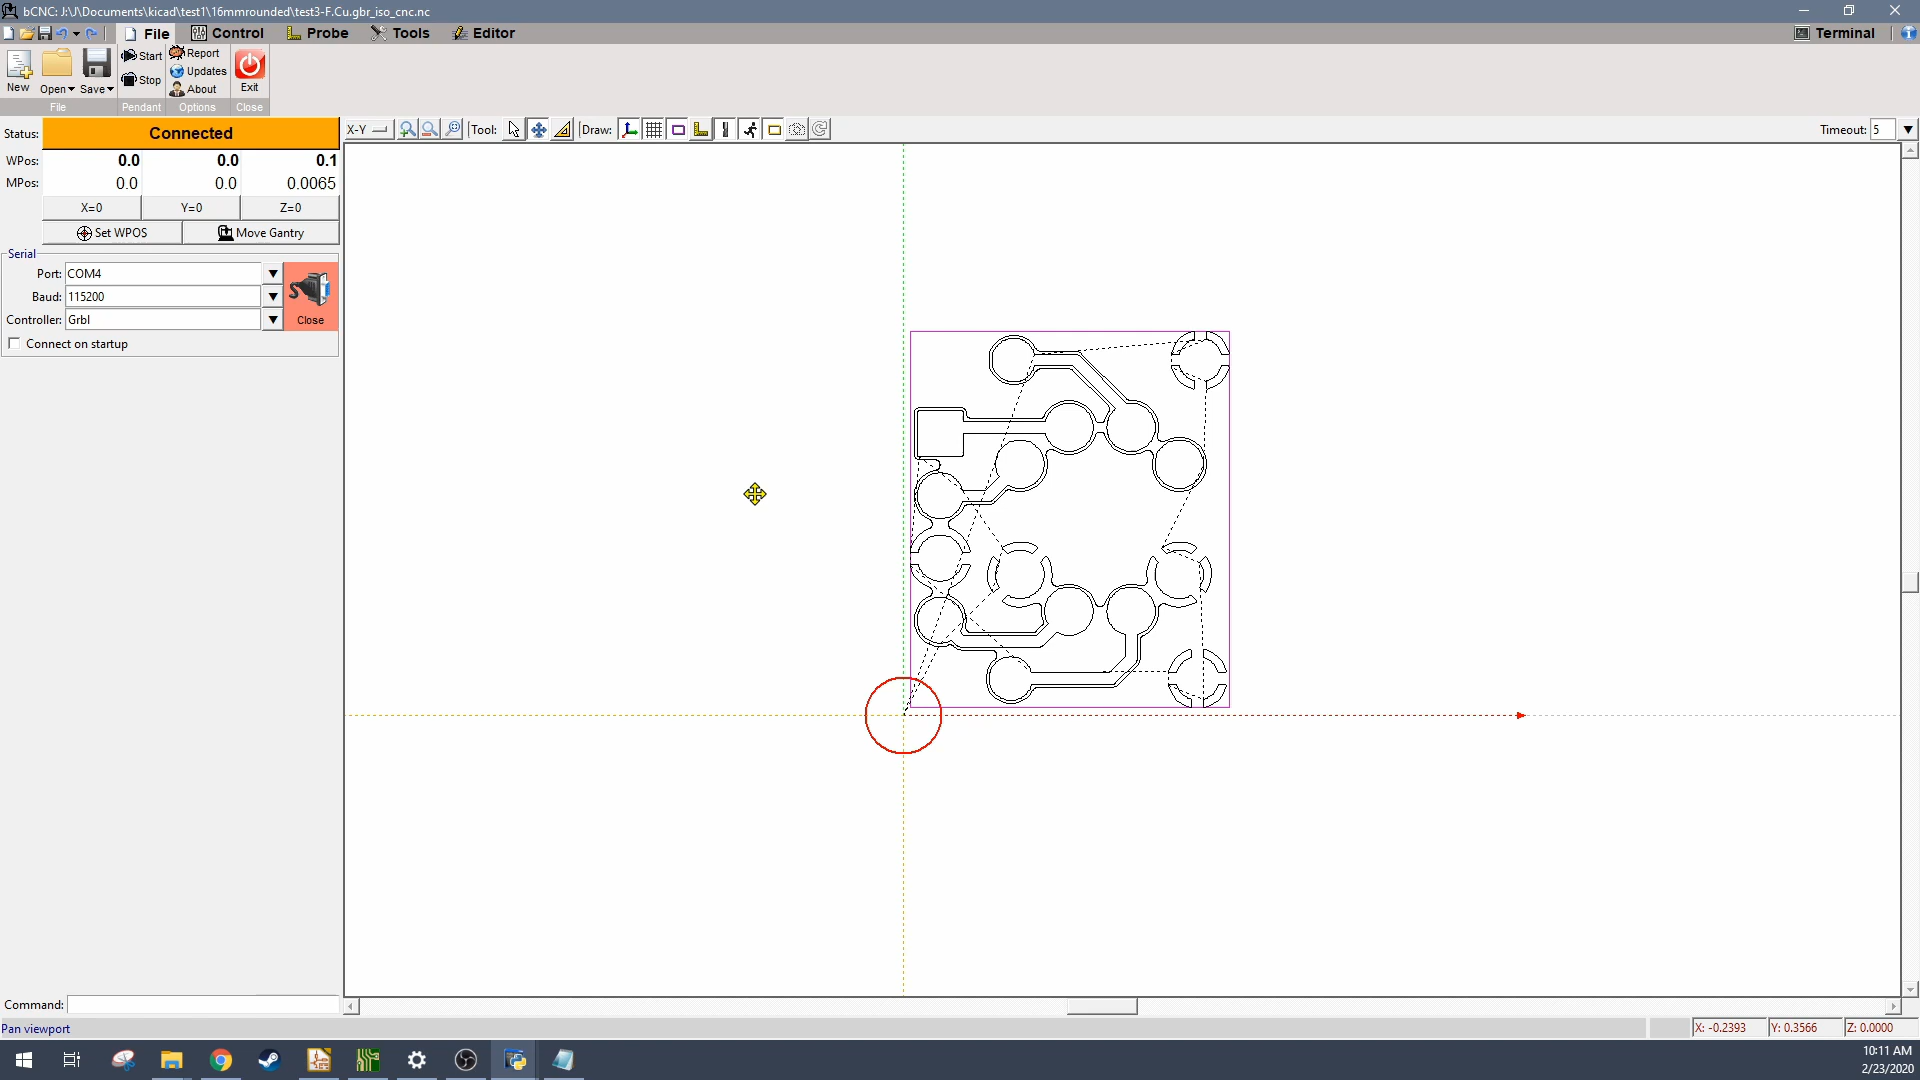 bCNC: J:\J\Documents\kicad\test1\16mmrounded\test3-F.Cu.gbr_iso_cnc.nc
File Control Probe Tools Editor Terminal
New Open Save Start Stop Report Updates About Exit
File Pendant Options Close
Status: Connected X-Y Tool: Draw: Timeout: 5
WPos: 0.0 0.0 0.1
MPos: 0.0 0.0 0.0065
X=0 Y=0 Z=0
Set WPOS Move Gantry
Serial
Port: COM4
Baud: 115200
Controller: Grbl Close
Connect on startup
Command:
Pan viewport X: -0.2393 Y: 0.3566 Z: 0.0000
10:11 AM
2/23/2020